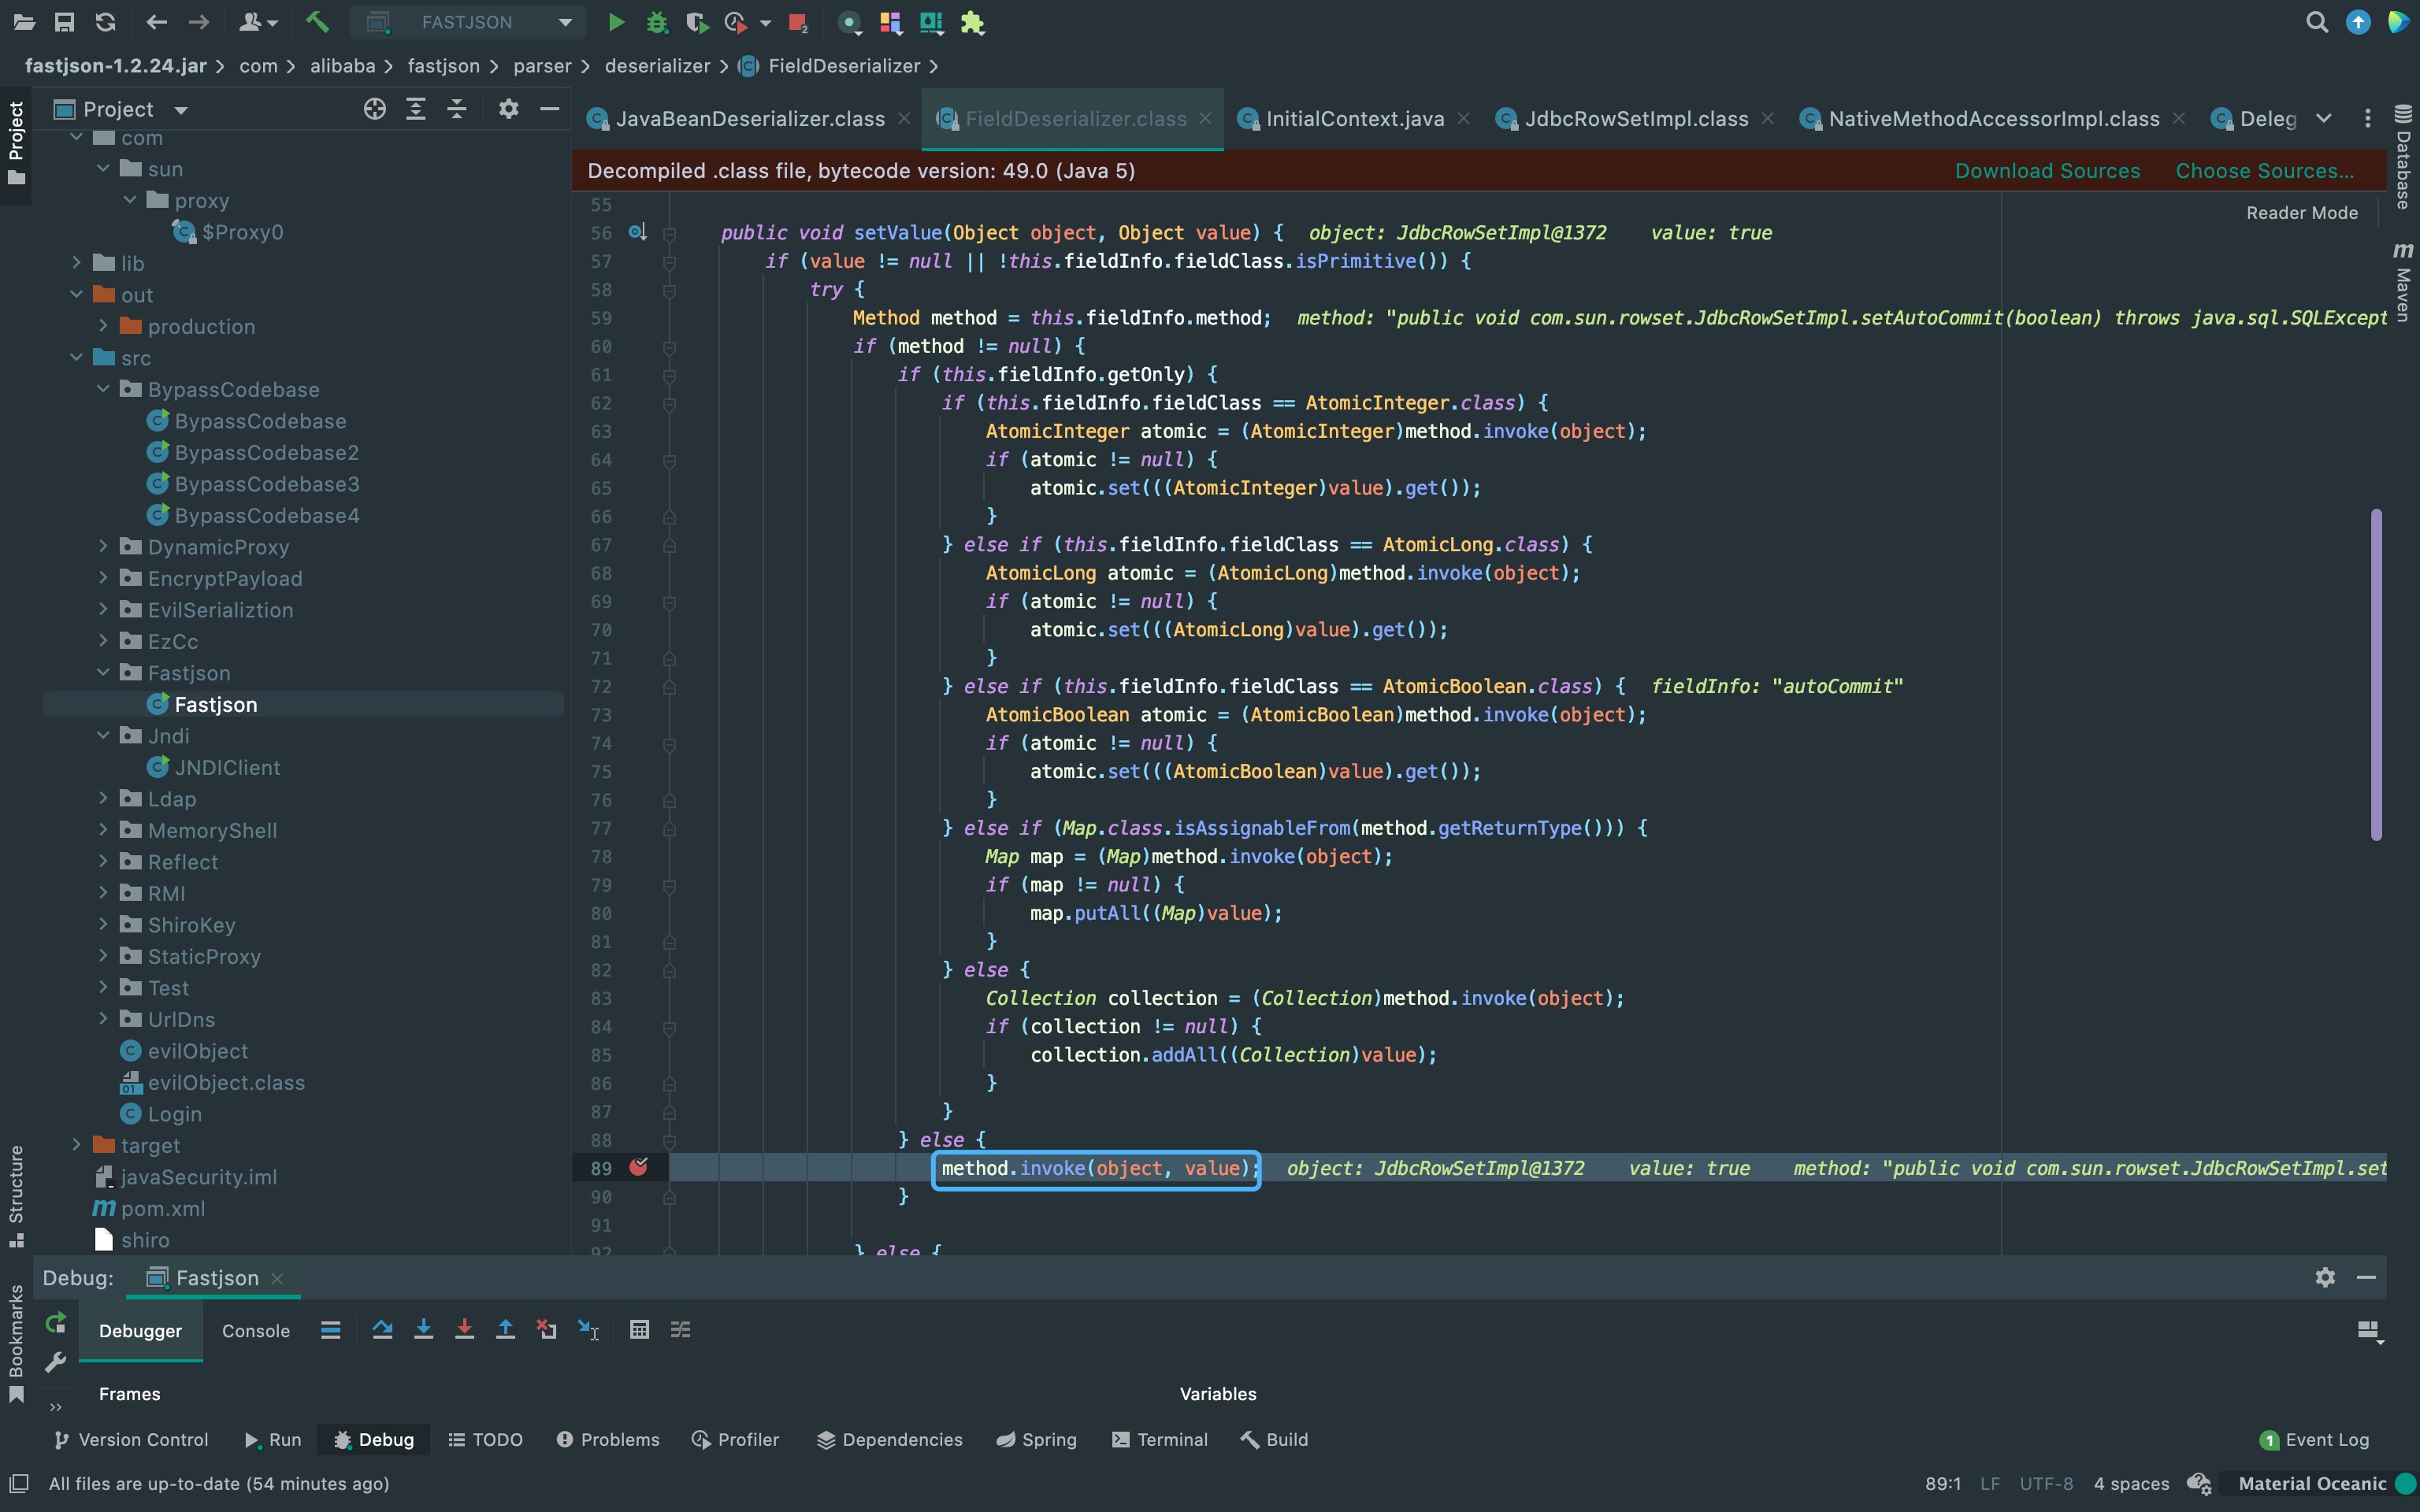 FASTJSON
fastjson-1.2.24.jar > com > alibaba > fastjson > parser > deserializer > FieldDeserializer >
Project
Project
com
sun
proxy
$Proxy0
lib
out
production
src
BypassCodebase
BypassCodebase
BypassCodebase2
BypassCodebase3
BypassCodebase4
DynamicProxy
EncryptPayload
EvilSerializtion
EzCc
Fastjson
Fastjson
Jndi
JNDIClient
Ldap
MemoryShell
Reflect
RMI
ShiroKey
StaticProxy
Test
UrlDns
evilObject
evilObject.class
Login
target
javaSecurity.iml
pom.xml
shiro
Structure
Bookmarks
JavaBeanDeserializer.class FieldDeserializer.class InitialContext.java JdbcRowSetImpl.class NativeMethodAccessorImpl.class Deleg
Decompiled .class file, bytecode version: 49.0 (Java 5) Download Sources Choose Sources...
Reader Mode
Database
Maven
55
56 public void setValue(Object object, Object value) { object: JdbcRowSetImpl@1372 value: true
57 if (value != null || !this.fieldInfo.fieldClass.isPrimitive()) {
58 try {
59 Method method = this.fieldInfo.method; method: "public void com.sun.rowset.JdbcRowSetImpl.setAutoCommit(boolean) throws java.sql.SQLExcept
60 if (method != null) {
61 if (this.fieldInfo.getOnly) {
62 if (this.fieldInfo.fieldClass == AtomicInteger.class) {
63 AtomicInteger atomic = (AtomicInteger)method.invoke(object);
64 if (atomic != null) {
65 atomic.set(((AtomicInteger)value).get());
66 }
67 } else if (this.fieldInfo.fieldClass == AtomicLong.class) {
68 AtomicLong atomic = (AtomicLong)method.invoke(object);
69 if (atomic != null) {
70 atomic.set(((AtomicLong)value).get());
71 }
72 } else if (this.fieldInfo.fieldClass == AtomicBoolean.class) { fieldInfo: "autoCommit"
73 AtomicBoolean atomic = (AtomicBoolean)method.invoke(object);
74 if (atomic != null) {
75 atomic.set(((AtomicBoolean)value).get());
76 }
77 } else if (Map.class.isAssignableFrom(method.getReturnType())) {
78 Map map = (Map)method.invoke(object);
79 if (map != null) {
80 map.putAll((Map)value);
81 }
82 } else {
83 Collection collection = (Collection)method.invoke(object);
84 if (collection != null) {
85 collection.addAll((Collection)value);
86 }
87 }
88 } else {
89 method.invoke(object, value); object: JdbcRowSetImpl@1372 value: true method: "public void com.sun.rowset.JdbcRowSetImpl.set
90 }
91
92 } else {
Debug: Fastjson
Debugger Console
Frames Variables
Version Control Run Debug TODO Problems Profiler Dependencies Spring Terminal Build 1 Event Log
All files are up-to-date (54 minutes ago) 89:1 LF UTF-8 4 spaces Material Oceanic